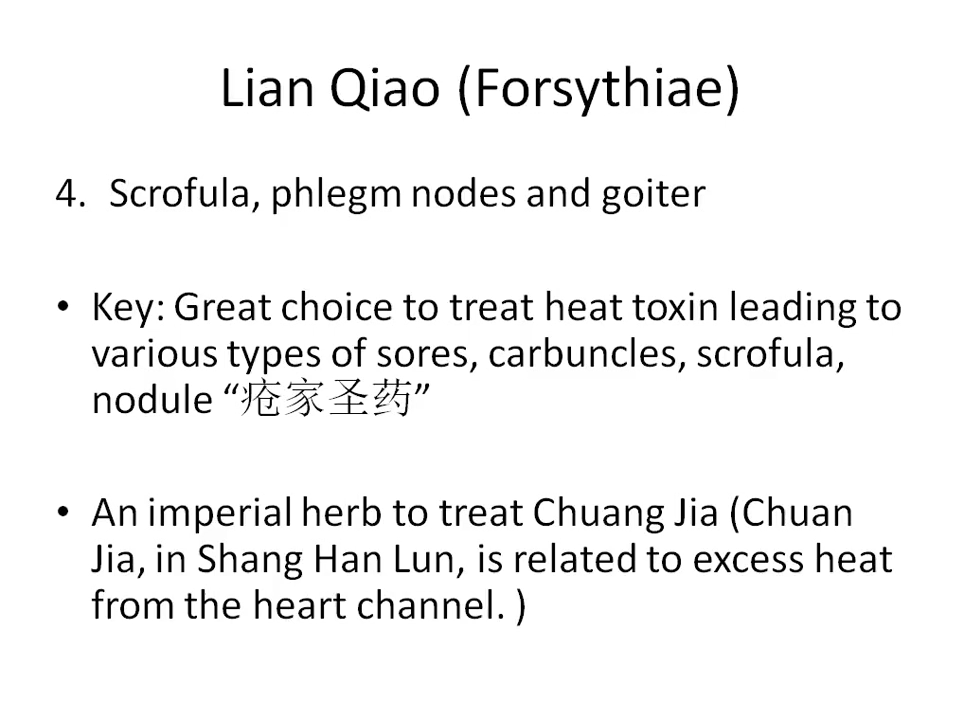 Lian Qiao (Forsythiae)
4. Scrofula, phlegm nodes and goiter
• Key: Great choice to treat heat toxin leading to
various types of sores, carbuncles, scrofula,
nodule “疮家圣药”
• An imperial herb to treat Chuang Jia (Chuan
Jia, in Shang Han Lun, is related to excess heat
from the heart channel. )